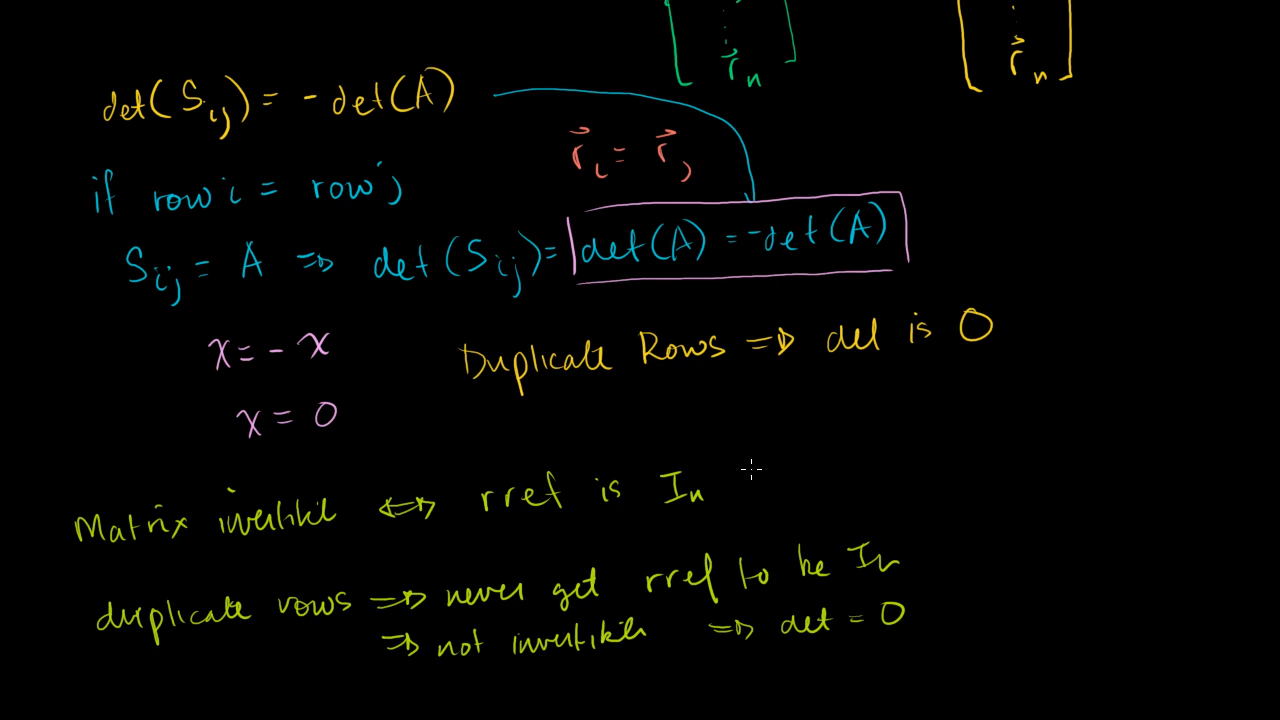 ⋮ ⋮
r⃗ₙ r⃗ₙ
det(Sᵢⱼ) = -det(A)
r⃗ᵢ = r⃗ⱼ
if row i = row j
Sᵢⱼ = A ⇒ det(Sᵢⱼ) = det(A) = -det(A)
x = -x
Duplicate Rows ⇒ det is 0
x = 0
Matrix invertible ⇔ rref is Iₙ
duplicate rows ⇒ never get rref to be Iₙ
⇒ not invertible ⇒ det = 0